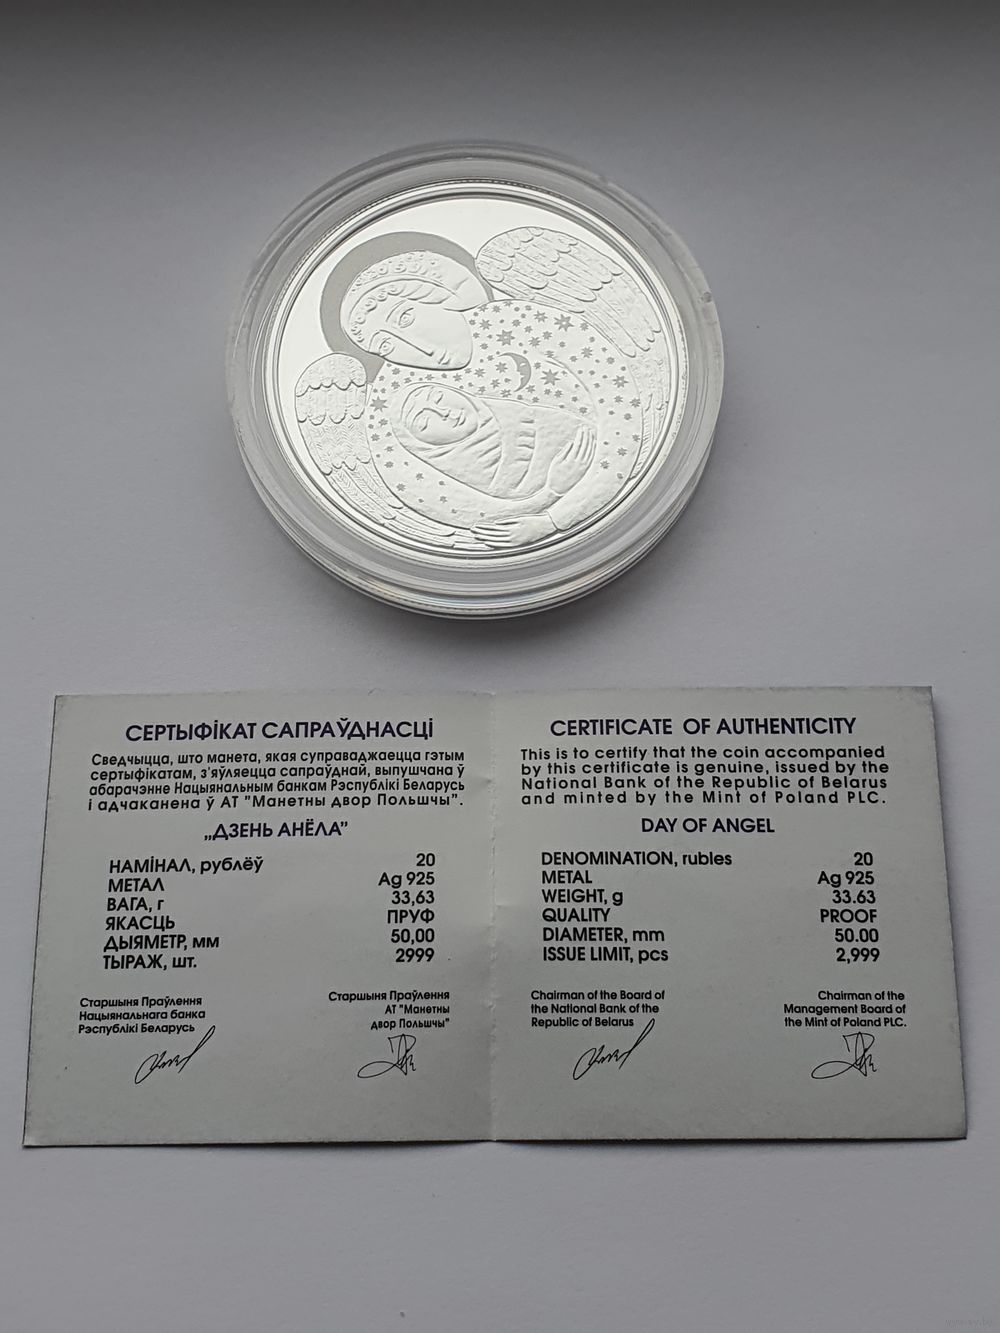 СЕРТЫФІКАТ САПРАЎДНАСЦІ
Сведчыцца, што манета, якая суправаджаецца гэтым
сертыфікатам, з'яўляецца сапраўднай, выпушчана ў
абарачэнне Нацыянальным банкам Рэспублікі Беларусь
і адчаканена ў АТ "Манетны двор Польшчы".
„ДЗЕНЬ АНЁЛА”
НАМІНАЛ, рублёў 20
МЕТАЛ Ag 925
ВАГА, г 33,63
ЯКАСЦЬ ПРУФ
ДЫЯМЕТР, мм 50,00
ТЫРАЖ, шт. 2999
Старшыня Праўлення
Нацыянальнага банка
Рэспублікі Беларусь
Старшыня Праўлення
АТ "Манетны
двор Польшчы"
CERTIFICATE OF AUTHENTICITY
This is to certify that the coin accompanied
by this certificate is genuine, issued by the
National Bank of the Republic of Belarus
and minted by the Mint of Poland PLC.
DAY OF ANGEL
DENOMINATION, rubles 20
METAL Ag 925
WEIGHT, g 33.63
QUALITY PROOF
DIAMETER, mm 50.00
ISSUE LIMIT, pcs 2,999
Chairman of the Board of
the National Bank of the
Republic of Belarus
Chairman of the
Management Board of
the Mint of Poland PLC.